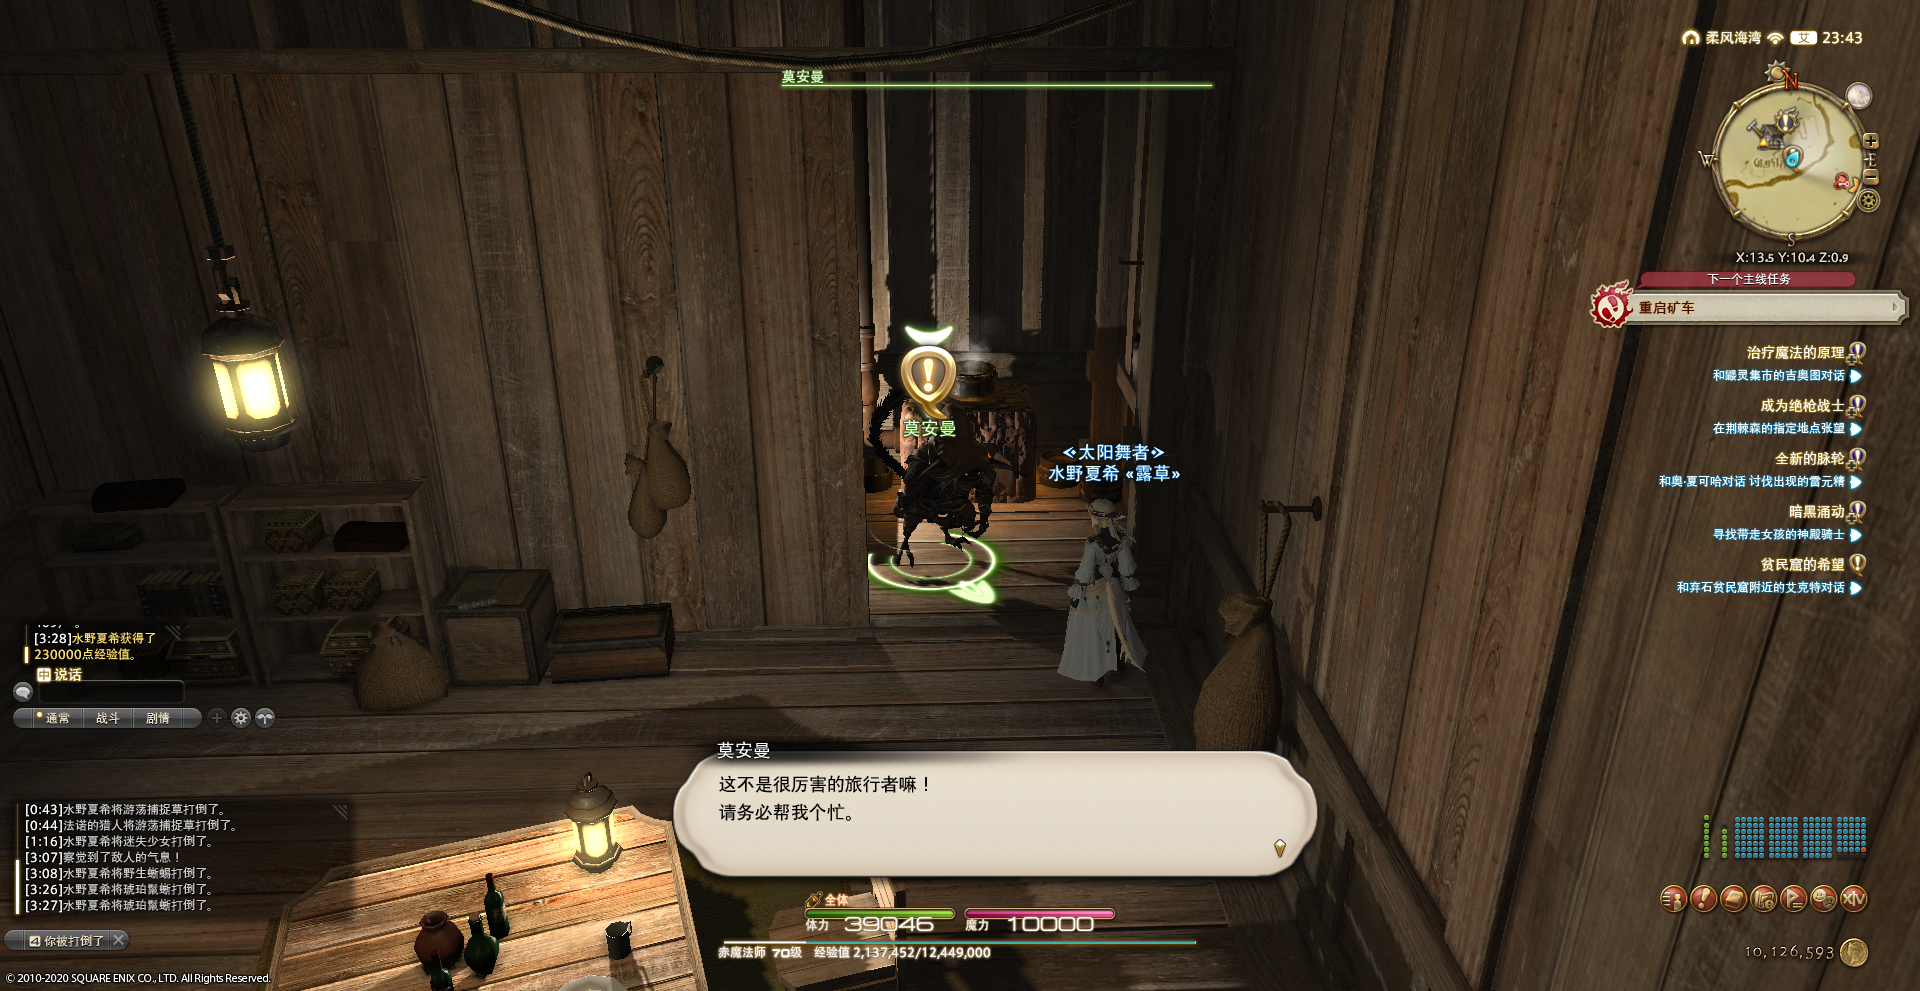 莫安曼
柔风海湾 艾 23:43
N
W
E
S
X:13.5 Y:10.4 Z:0.9
下一个主线任务
重启矿车
治疗魔法的原理
和鼹灵集市的吉奥图对话
成为绝枪战士
在荆棘森的指定地点张望
全新的脉轮
和奥·夏可哈对话 讨伐出现的雷元精
暗黑涌动
寻找带走女孩的神殿骑士
贫民窟的希望
和弃石贫民窟附近的艾克特对话
莫安曼
太阳舞者
水野夏希 «露草»
[3:28]水野夏希获得了
230000点经验值。
说话
通常 战斗 剧情
[0:43]水野夏希将游荡捕捉草打倒了。
[0:44]法诺的猎人将游荡捕捉草打倒了。
[1:16]水野夏希将迷失少女打倒了。
[3:07]察觉到了敌人的气息！
[3:08]水野夏希将野生蜥蜴打倒了。
[3:26]水野夏希将琥珀鬣蜥打倒了。
[3:27]水野夏希将琥珀鬣蜥打倒了。
4 你被打倒了
莫安曼
这不是很厉害的旅行者嘛！
请务必帮我个忙。
全体
体力 39046 魔力 10000
赤魔法师 70级 经验值 2,137,452/12,449,000
XIV
10,126,593
© 2010-2020 SQUARE ENIX CO., LTD. All Rights Reserved.